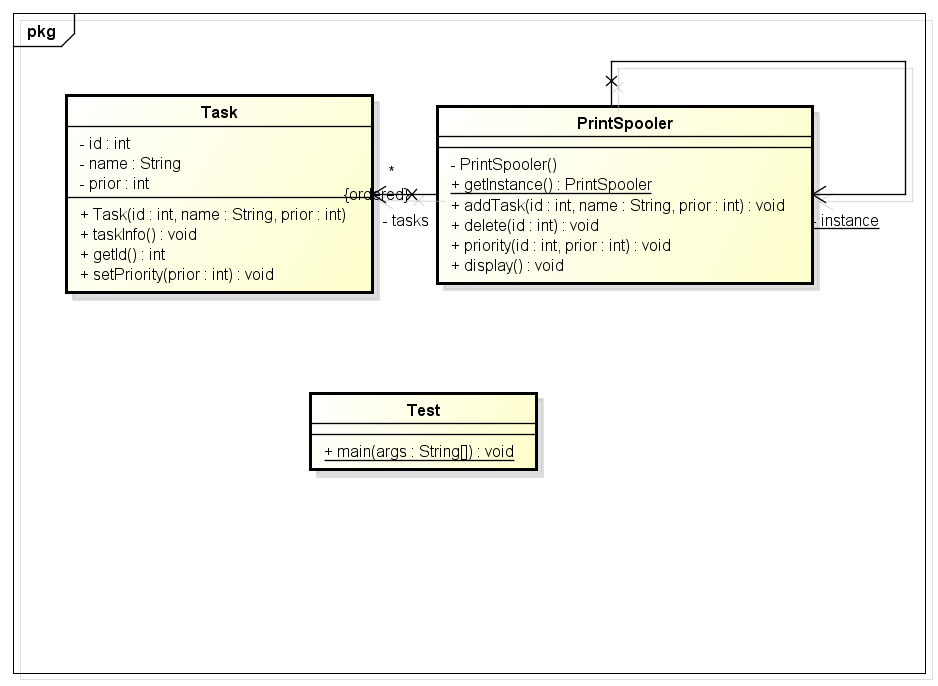 pkg
Task
- id : int
- name : String
- prior : int
+ Task(id : int, name : String, prior : int)
+ taskInfo() : void
+ getId() : int
+ setPriority(prior : int) : void
*
{ordered}
- tasks
PrintSpooler
- PrintSpooler()
+ getInstance() : PrintSpooler
+ addTask(id : int, name : String, prior : int) : void
+ delete(id : int) : void
+ priority(id : int, prior : int) : void
+ display() : void
- instance
Test
+ main(args : String[]) : void